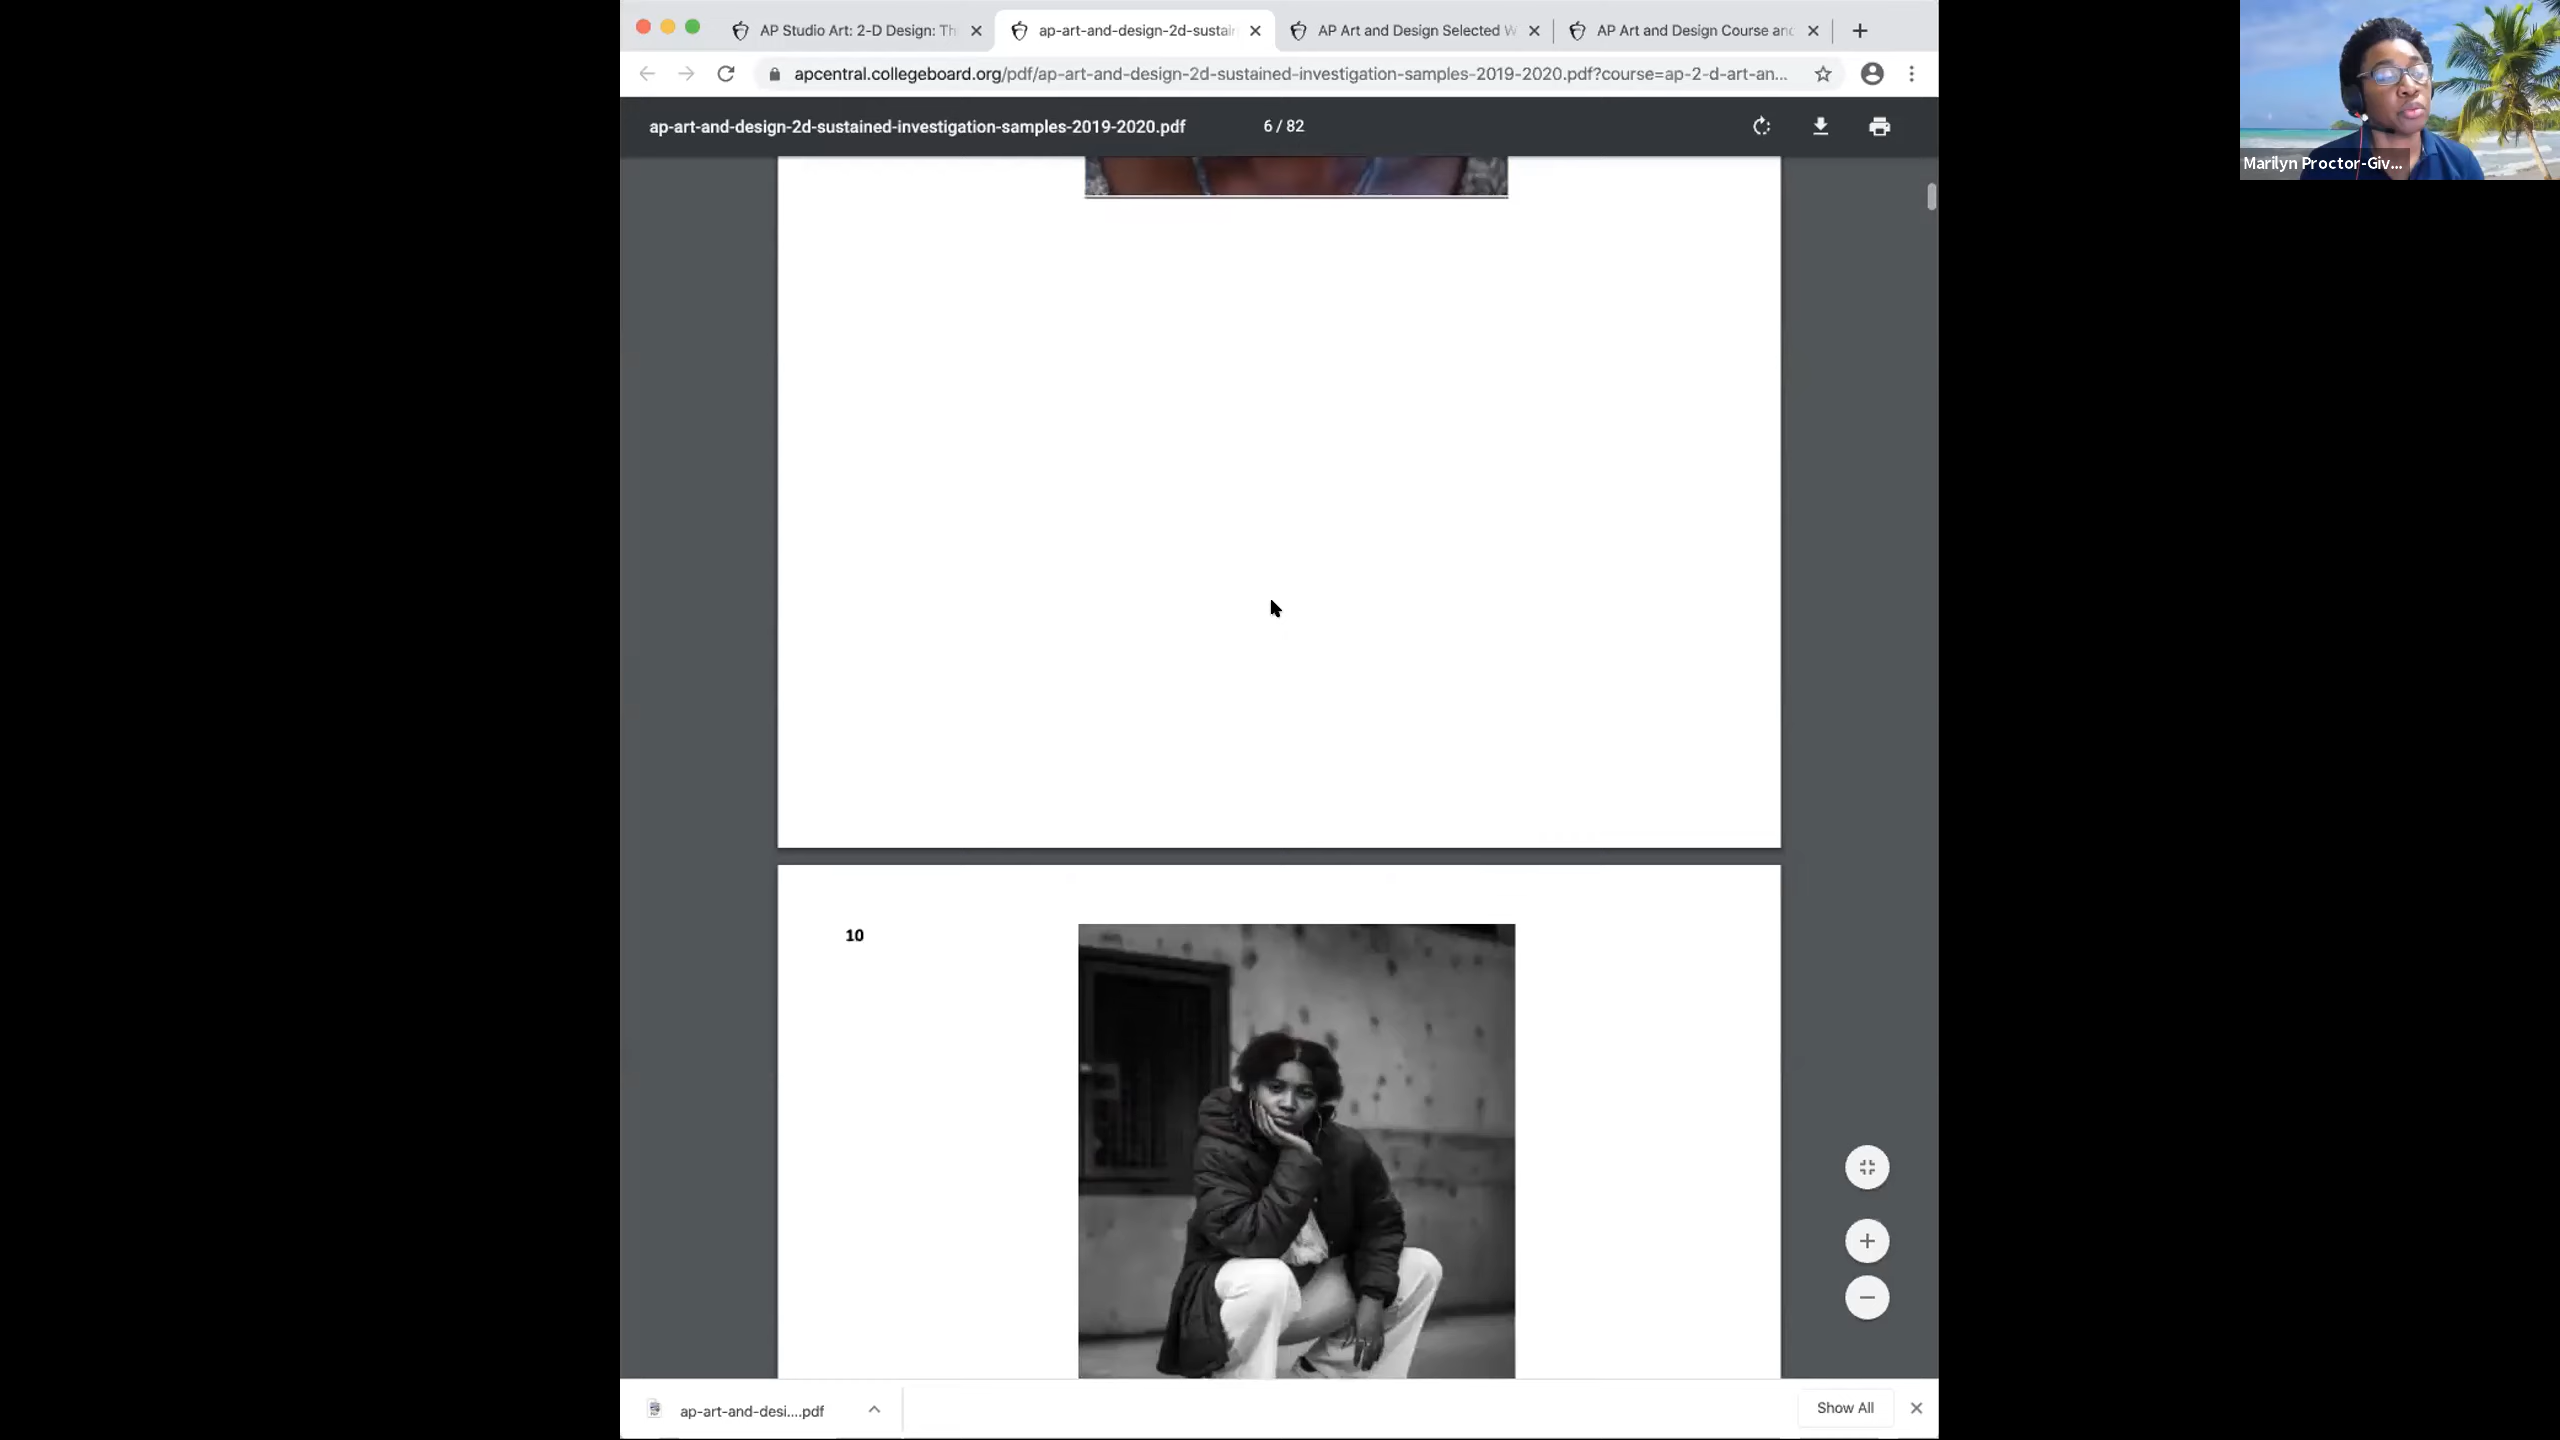 AP Studio Art: 2-D Design: Th
ap-art-and-design-2d-sustai
AP Art and Design Selected W
AP Art and Design Course and
apcentral.collegeboard.org/pdf/ap-art-and-design-2d-sustained-investigation-samples-2019-2020.pdf?course=ap-2-d-art-an...
ap-art-and-design-2d-sustained-investigation-samples-2019-2020.pdf
6 / 82
Marilyn Proctor-Giv...
10
ap-art-and-desi....pdf
Show All